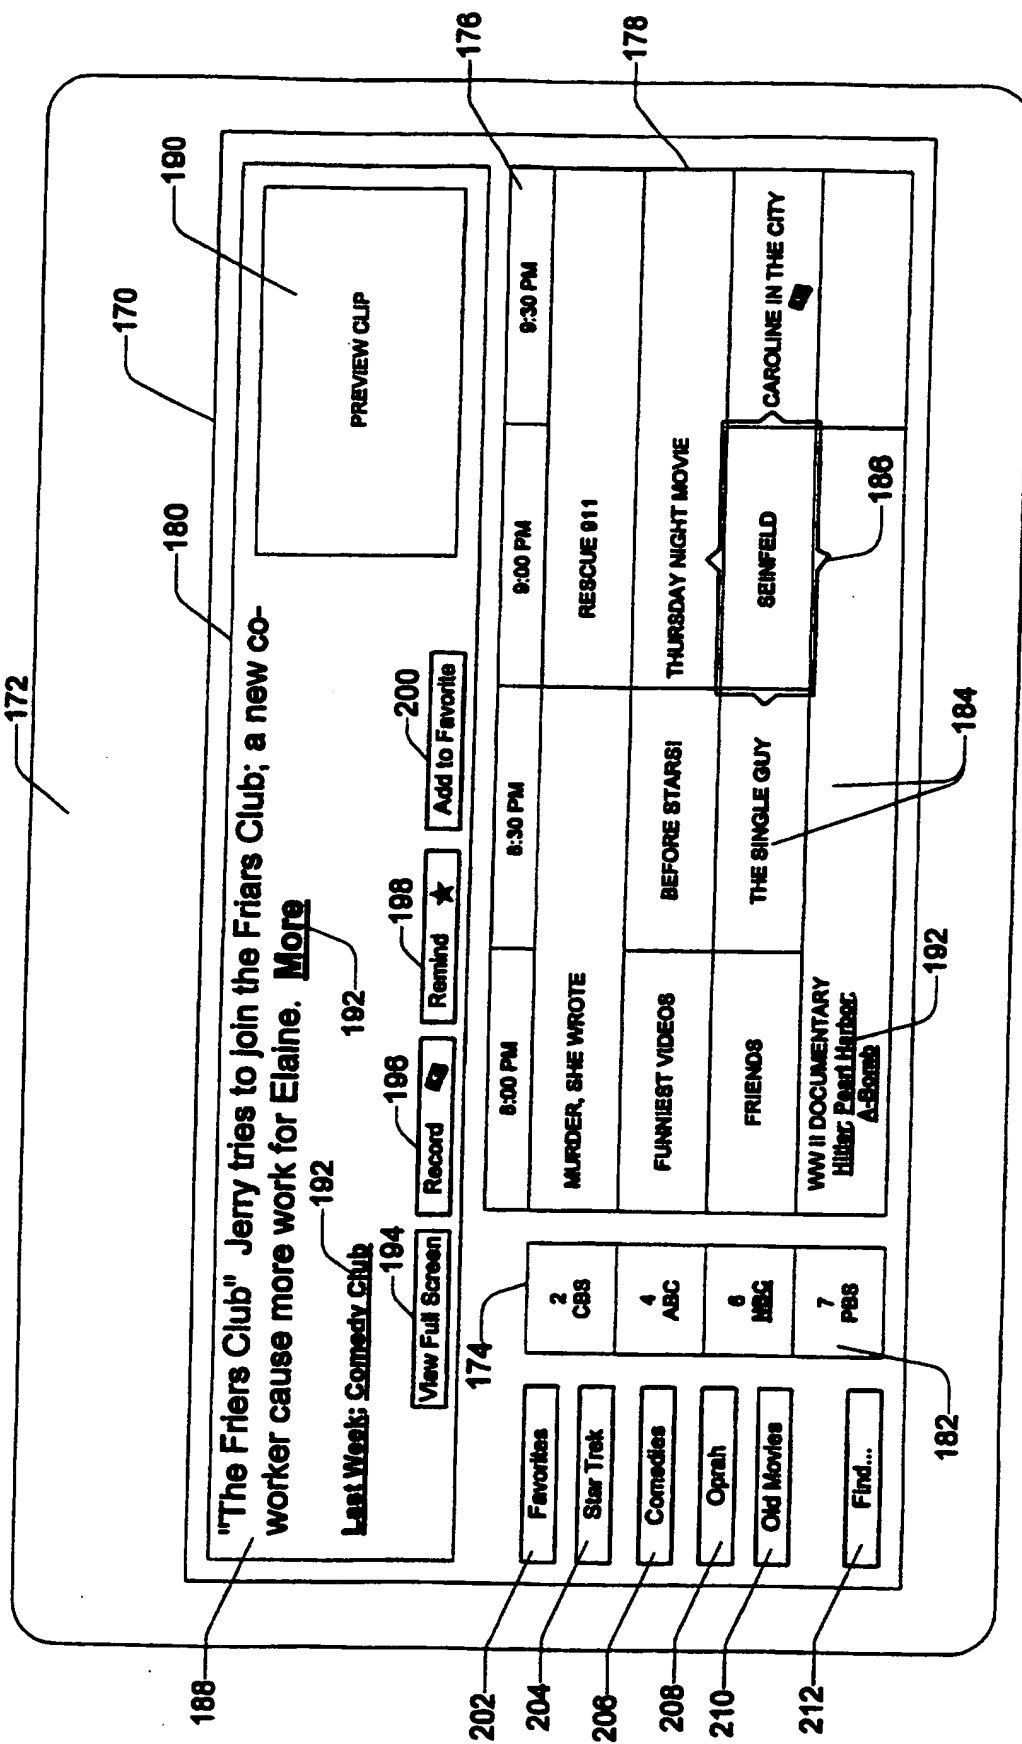 172
170
180
190
188
"The Friers Club" Jerry tries to join the Friars Club; a new co-
worker cause more work for Elaine. More
192
Last Week: Comedy Club
192
PREVIEW CLIP
194
196
198
200
View Full Screen
Record
Remind
Add to Favorite
174
176
178
8:00 PM
8:30 PM
9:00 PM
9:30 PM
202
Favorites
204
Star Trek
206
Comedies
208
Oprah
210
Old Movies
212
Find...
2
CBS
MURDER, SHE WROTE
RESCUE 911
4
ABC
FUNNIEST VIDEOS
BEFORE STARS!
THURSDAY NIGHT MOVIE
6
NBC
FRIENDS
THE SINGLE GUY
SEINFELD
CAROLINE IN THE CITY
7
PBS
WW II DOCUMENTARY
Hitler; Pearl Harbor;
A-Bomb
182
192
184
186